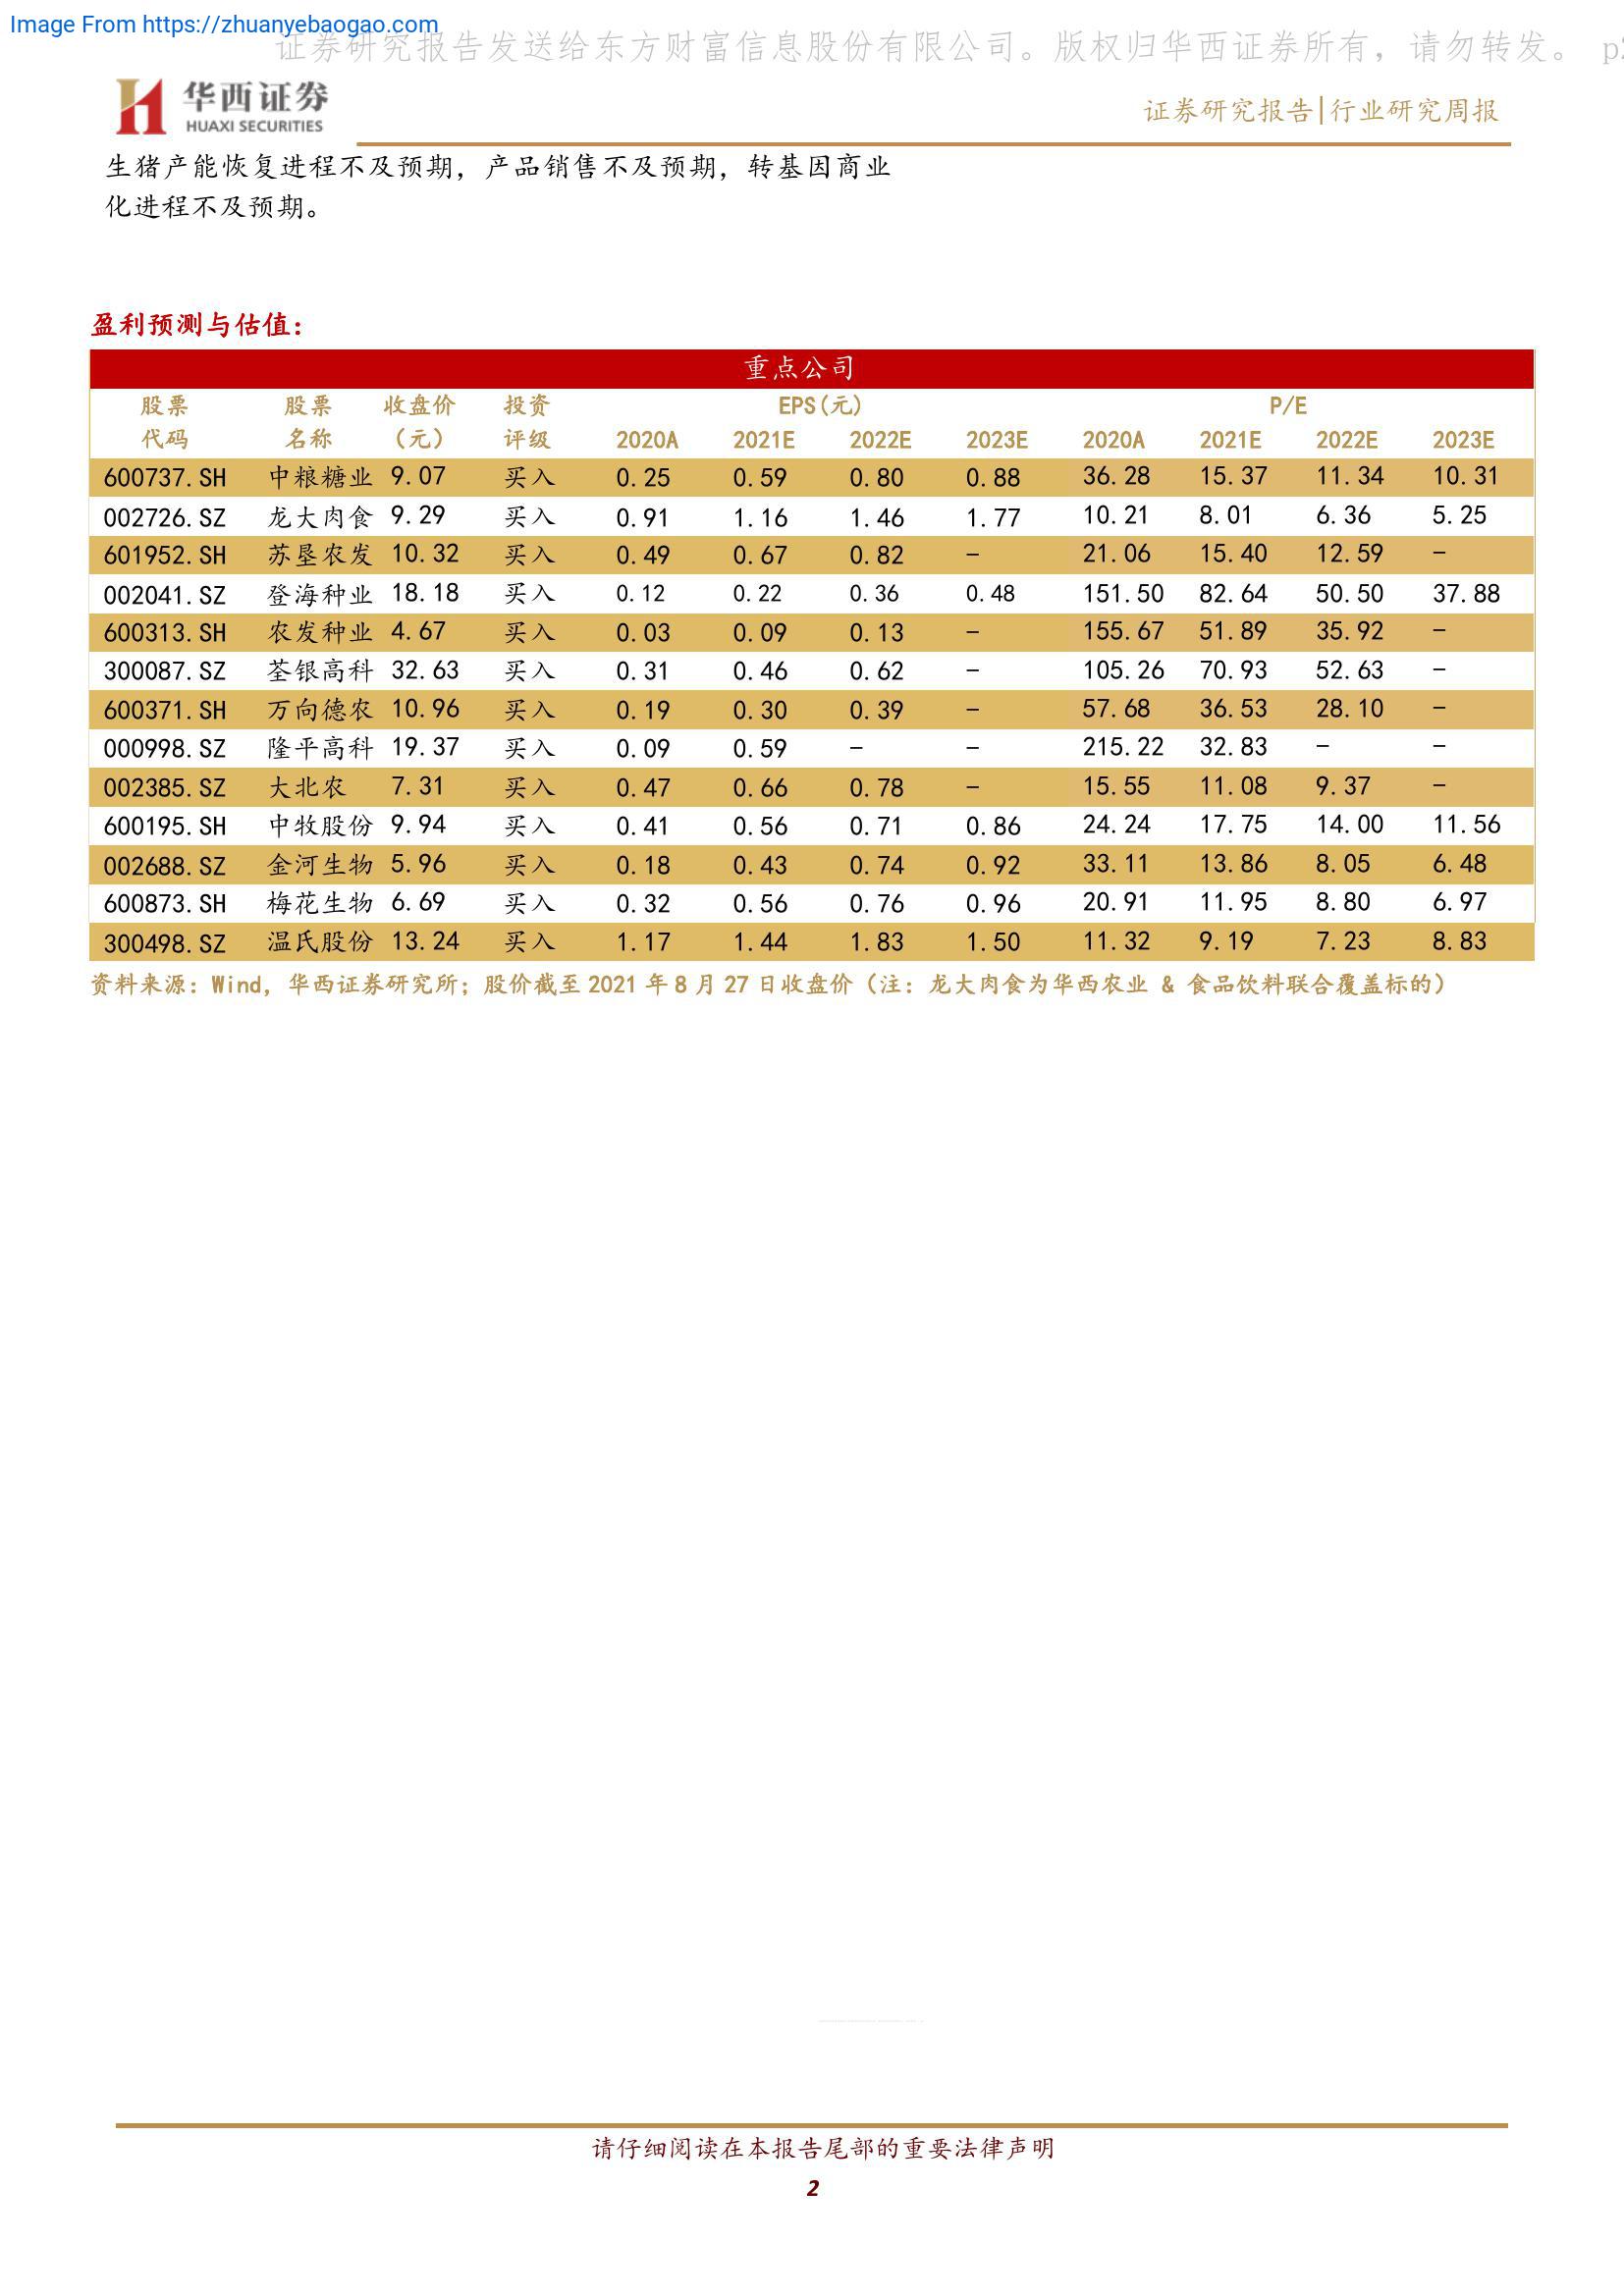 Image From https://zhuanyebaogao.com
证券研究报告发送给东方财富信息股份有限公司。版权归华西证券所有，请勿转发。 p2
华西证券
HUAXI SECURITIES
证券研究报告|行业研究周报
生猪产能恢复进程不及预期，产品销售不及预期，转基因商业
化进程不及预期。
盈利预测与估值：
重点公司
股票 股票 收盘价 投资 EPS(元) P/E
代码 名称 （元） 评级 2020A 2021E 2022E 2023E 2020A 2021E 2022E 2023E
600737.SH 中粮糖业 9.07 买入 0.25 0.59 0.80 0.88 36.28 15.37 11.34 10.31
002726.SZ 龙大肉食 9.29 买入 0.91 1.16 1.46 1.77 10.21 8.01 6.36 5.25
601952.SH 苏垦农发 10.32 买入 0.49 0.67 0.82 - 21.06 15.40 12.59 -
002041.SZ 登海种业 18.18 买入 0.12 0.22 0.36 0.48 151.50 82.64 50.50 37.88
600313.SH 农发种业 4.67 买入 0.03 0.09 0.13 - 155.67 51.89 35.92 -
300087.SZ 荃银高科 32.63 买入 0.31 0.46 0.62 - 105.26 70.93 52.63 -
600371.SH 万向德农 10.96 买入 0.19 0.30 0.39 - 57.68 36.53 28.10 -
000998.SZ 隆平高科 19.37 买入 0.09 0.59 - - 215.22 32.83 - -
002385.SZ 大北农 7.31 买入 0.47 0.66 0.78 - 15.55 11.08 9.37 -
600195.SH 中牧股份 9.94 买入 0.41 0.56 0.71 0.86 24.24 17.75 14.00 11.56
002688.SZ 金河生物 5.96 买入 0.18 0.43 0.74 0.92 33.11 13.86 8.05 6.48
600873.SH 梅花生物 6.69 买入 0.32 0.56 0.76 0.96 20.91 11.95 8.80 6.97
300498.SZ 温氏股份 13.24 买入 1.17 1.44 1.83 1.50 11.32 9.19 7.23 8.83
资料来源：Wind，华西证券研究所；股价截至 2021 年 8 月 27 日收盘价（注：龙大肉食为华西农业 & 食品饮料联合覆盖标的）
请仔细阅读在本报告尾部的重要法律声明
2